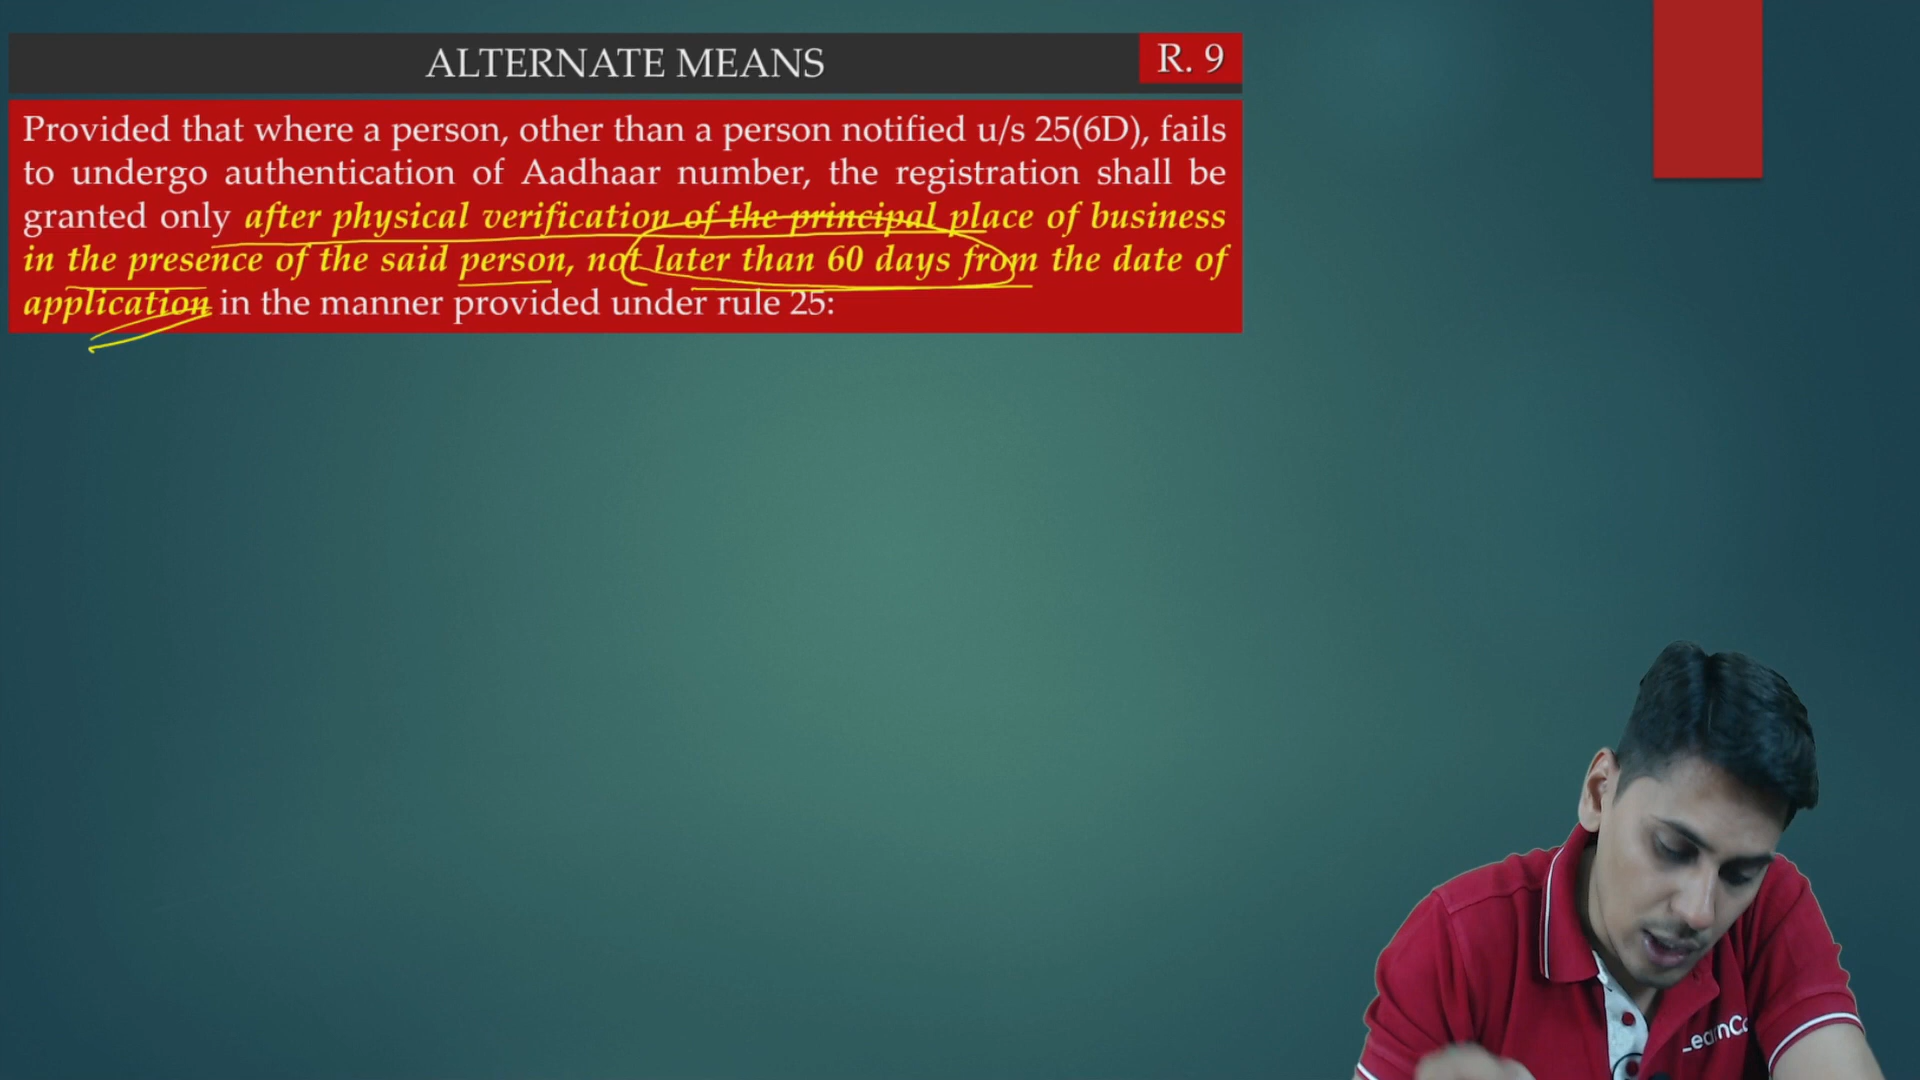 ALTERNATE MEANS
R. 9
Provided that where a person, other than a person notified u/s 25(6D), fails
to undergo authentication of Aadhaar number, the registration shall be
granted only after physical verification of the principal place of business
in the presence of the said person, not later than 60 days from the date of
application in the manner provided under rule 25: